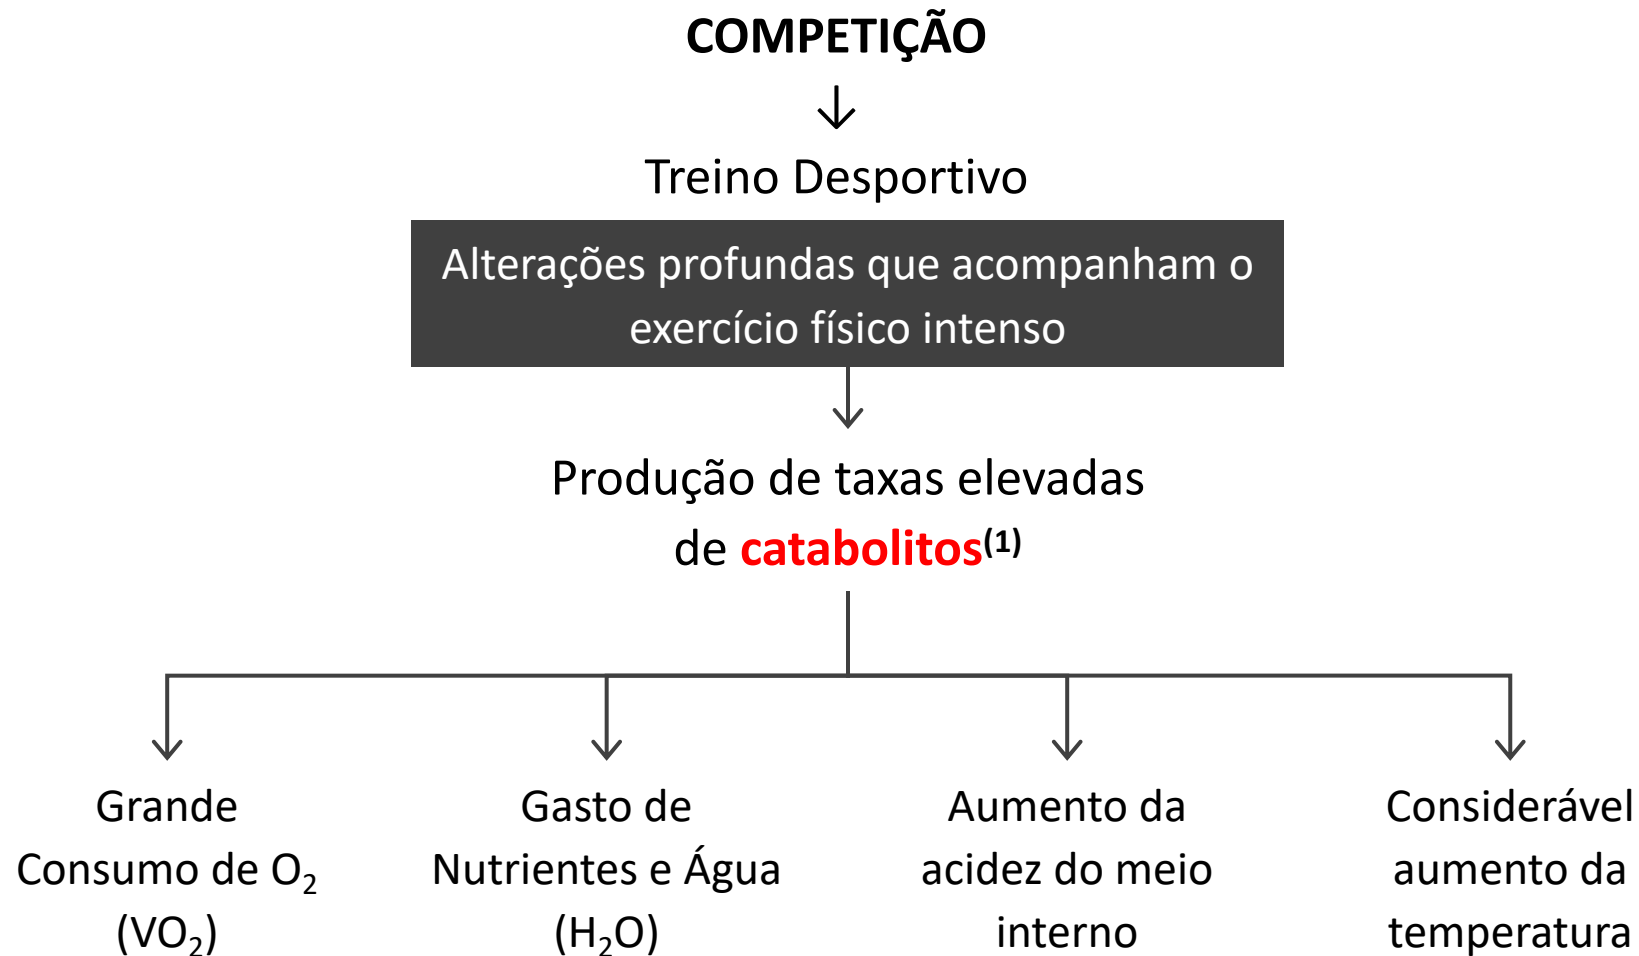 COMPETIÇÃO
Treino Desportivo
Alterações profundas que acompanham o
exercício físico intenso
Produção de taxas elevadas
de catabolitos(1)
Grande
Consumo de O₂
(VO₂)
Gasto de
Nutrientes e Água
(H₂O)
Aumento da
acidez do meio
interno
Considerável
aumento da
temperatura